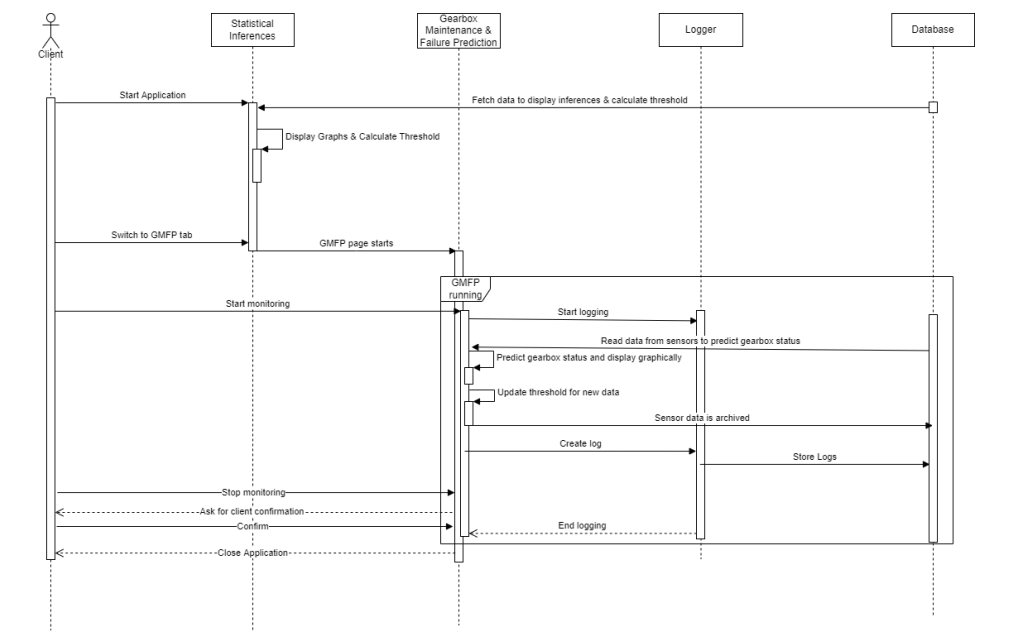 Client
Statistical
Inferences
Gearbox
Maintenance &
Failure Prediction
Logger
Database
Start Application
Fetch data to display inferences & calculate threshold
Display Graphs & Calculate Threshold
Switch to GMFP tab
GMFP page starts
GMFP
running
Start monitoring
Start logging
Read data from sensors to predict gearbox status
Predict gearbox status and display graphically
Update threshold for new data
Sensor data is archived
Create log
Store Logs
Stop monitoring
Ask for client confirmation
Confirm
End logging
Close Application